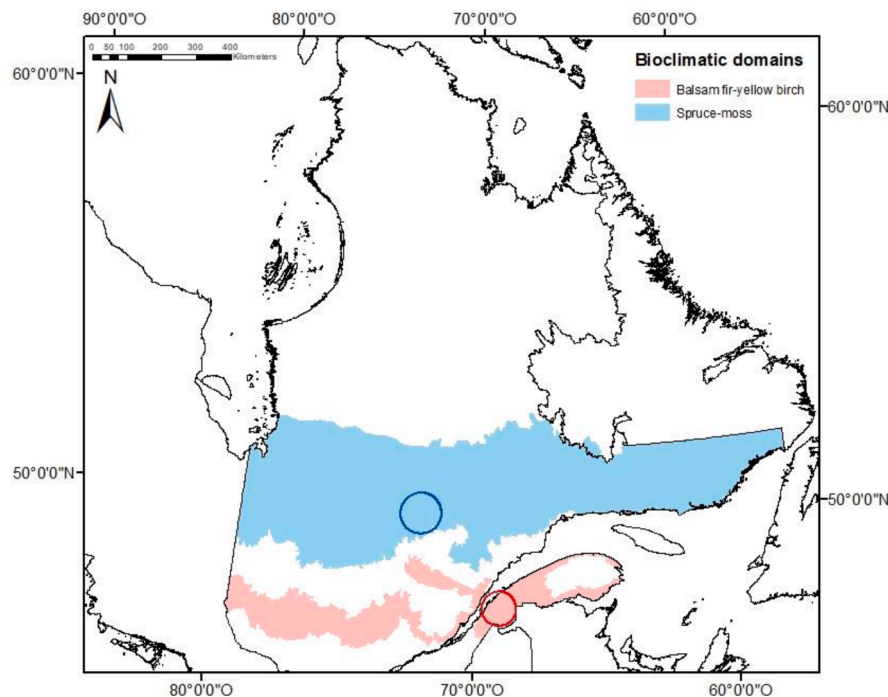 90°0'0"O 80°0'0"O 70°0'0"O 60°0'0"O
0 50 100 200 300 400
Kilometers
N
Bioclimatic domains
Balsam fir-yellow birch
Spruce-moss
60°0'0"N 60°0'0"N
50°0'0"N 50°0'0"N
80°0'0"O 70°0'0"O 60°0'0"O